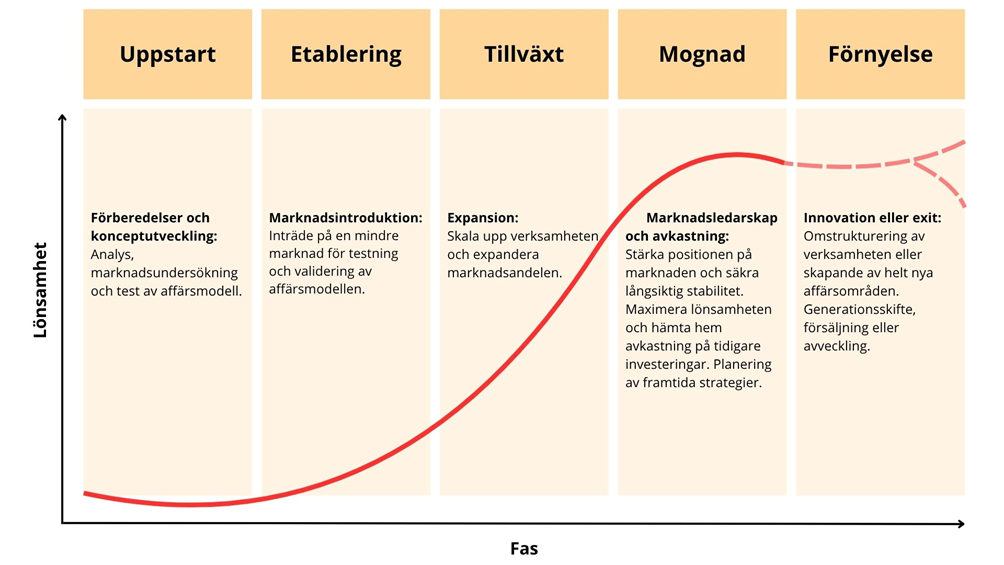 Uppstart
Etablering
Tillväxt
Mognad
Förnyelse
Lönsamhet
Förberedelser och
konceptutveckling:
Analys,
marknadsundersökning
och test av affärsmodell.
Marknadsintroduktion:
Inträde på en mindre
marknad för testning
och validering av
affärsmodellen.
Expansion:
Skala upp verksamheten
och expandera
marknadsandelen.
Marknadsledarskap
och avkastning:
Stärka positionen på
marknaden och säkra
långsiktig stabilitet.
Maximera lönsamheten
och hämta hem
avkastning på tidigare
investeringar. Planering
av framtida strategier.
Innovation eller exit:
Omstrukturering av
verksamheten eller
skapande av helt nya
affärsområden.
Generationsskifte,
försäljning eller
avveckling.
Fas